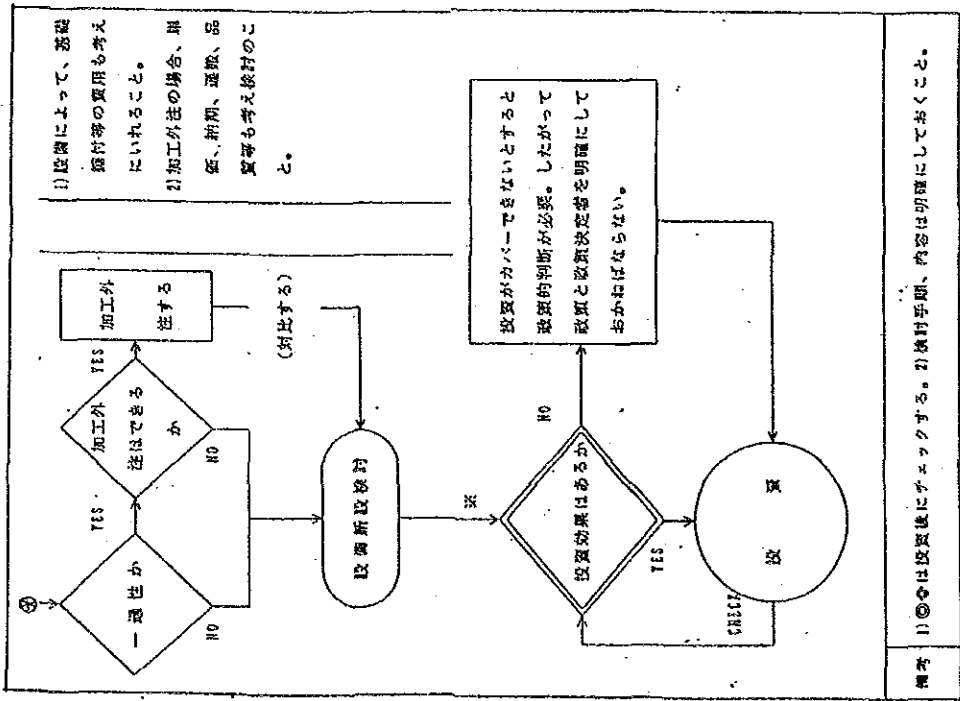 一過性か
YES
NO
加工外
注はできる
か
YES
NO
加工外
注する
(対比する)
設備新設検討
※
投資効果はあるか
NO
YES
投資がカバーできないとすると
政策的判断が必要。したがって
政策と政策決定者を明確にして
おかねばならない。
投 資
CHECK
1)設備によって、基礎
据付等の費用も考え
にいれること。
2)加工外注の場合、単
価、納期、運搬、品
質等も考え検討のこ
と。
備考
1)◎◇は投資後にチェックする。2)検討手順、内容は明確にしておくこと。